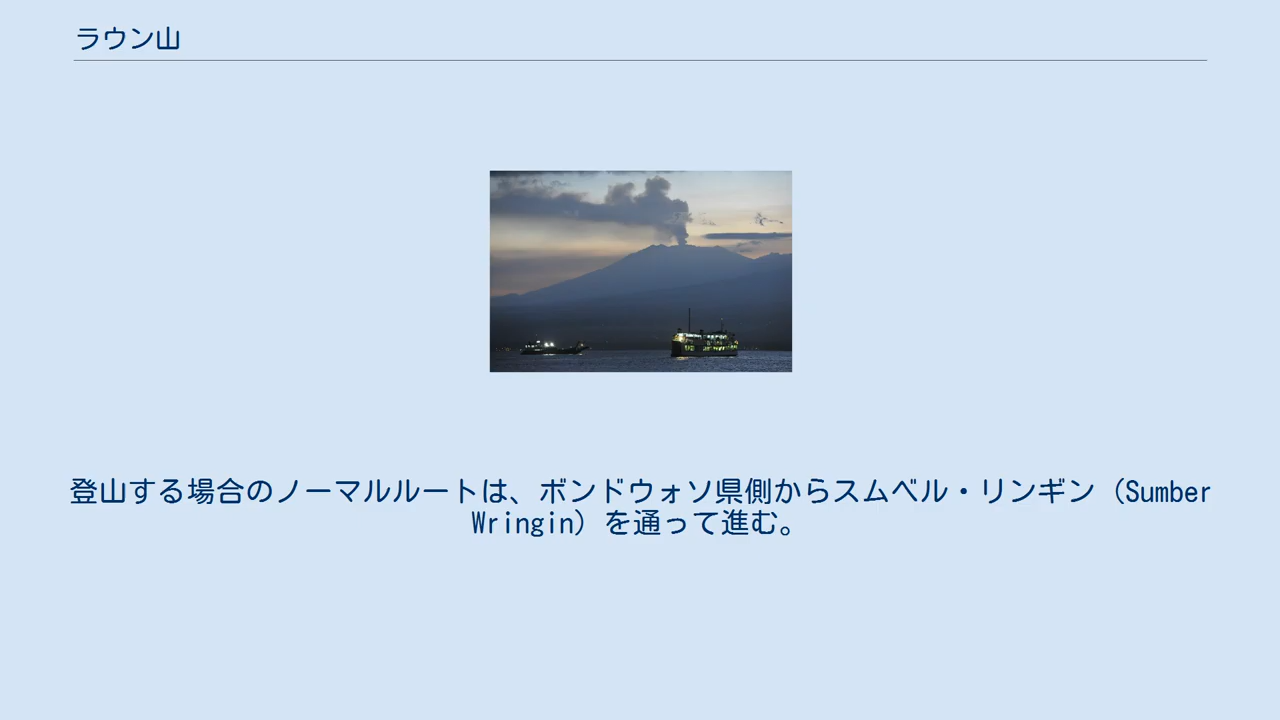 ラウン山
登山する場合のノーマルルートは、ボンドウォソ県側からスムベル・リンギン（Sumber
Wringin）を通って進む。